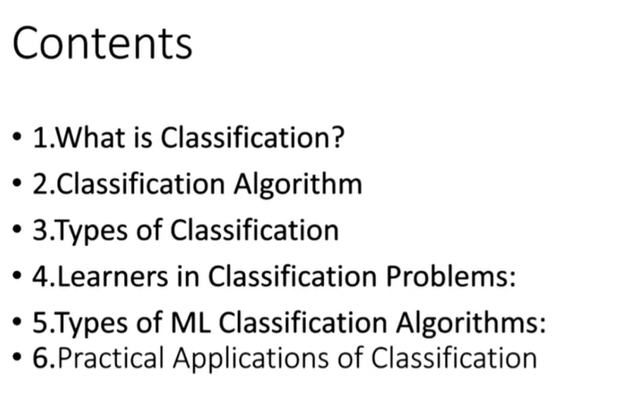 Contents
• 1.What is Classification?
• 2.Classification Algorithm
• 3.Types of Classification
• 4.Learners in Classification Problems:
• 5.Types of ML Classification Algorithms:
• 6.Practical Applications of Classification